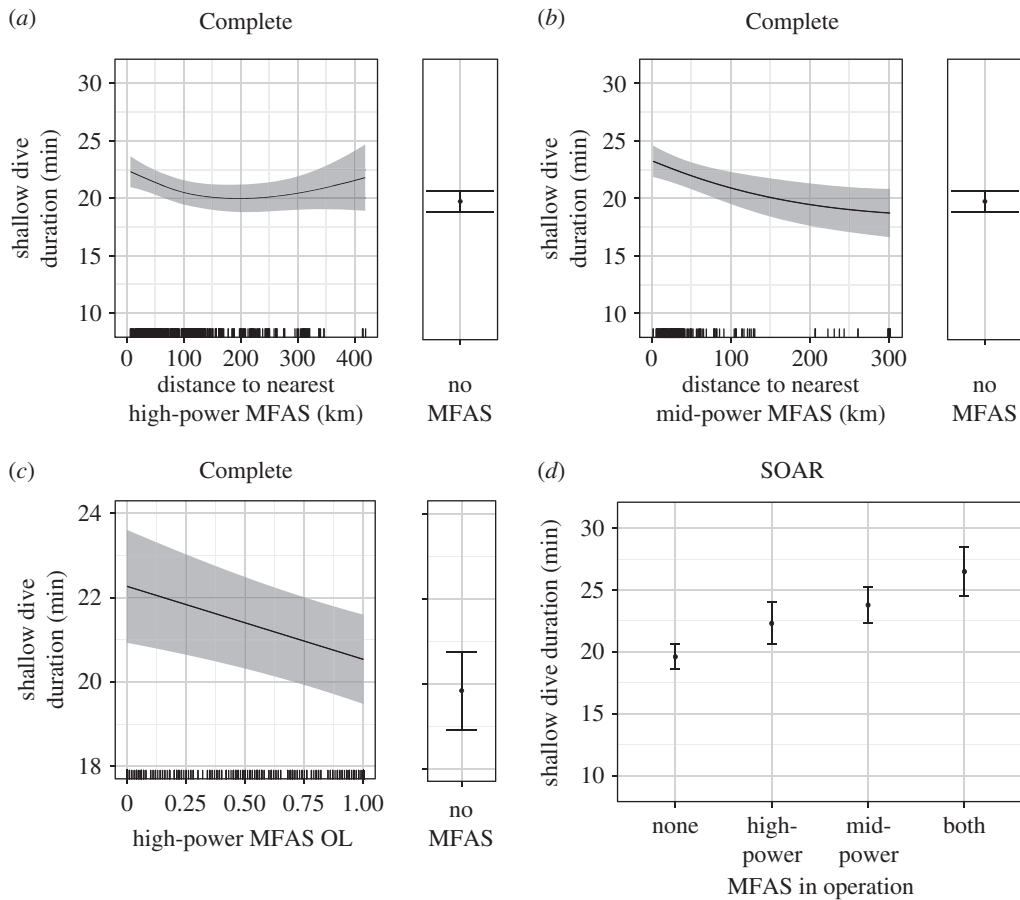 (a)
Complete
30
25
20
15
10
shallow dive
duration (min)
0 100 200 300 400
distance to nearest
high-power MFAS (km)
no
MFAS
(b)
Complete
30
25
20
15
10
shallow dive
duration (min)
0 100 200 300
distance to nearest
mid-power MFAS (km)
no
MFAS
(c)
Complete
24
22
20
18
shallow dive
duration (min)
0 0.25 0.50 0.75 1.00
high-power MFAS OL
no
MFAS
(d)
SOAR
30
25
20
15
10
shallow dive duration (min)
none high- mid- both
power power
MFAS in operation